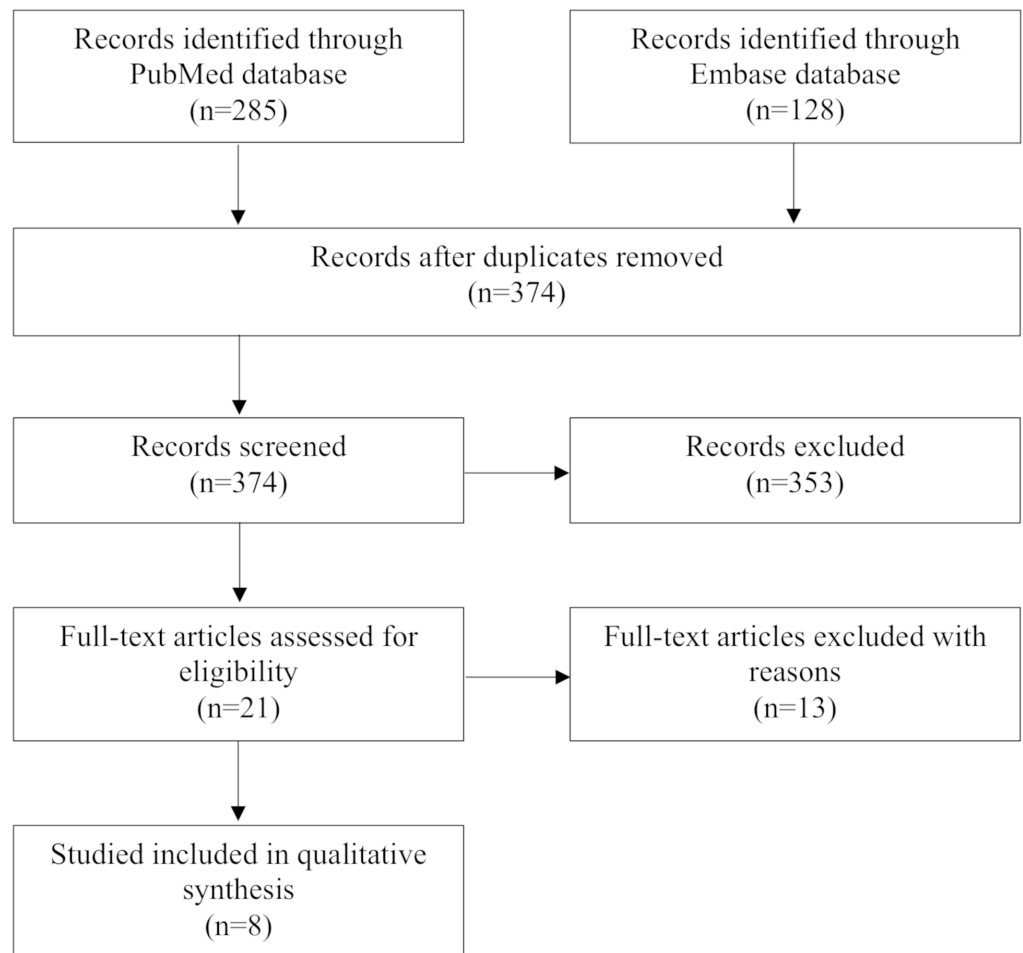 Records identified through
PubMed database
(n=285)
Records identified through
Embase database
(n=128)
Records after duplicates removed
(n=374)
Records screened
(n=374)
Records excluded
(n=353)
Full-text articles assessed for
eligibility
(n=21)
Full-text articles excluded with
reasons
(n=13)
Studied included in qualitative
synthesis
(n=8)